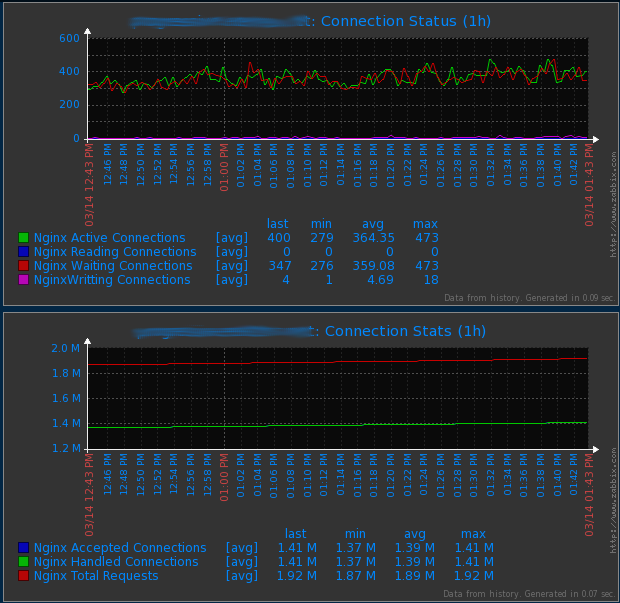 : Connection Status (1h)
600
400
200
0
03/14 12:43 PM
12:46 PM
12:48 PM
12:50 PM
12:52 PM
12:54 PM
12:56 PM
12:58 PM
01:00 PM
01:02 PM
01:04 PM
01:06 PM
01:08 PM
01:10 PM
01:12 PM
01:14 PM
01:16 PM
01:18 PM
01:20 PM
01:22 PM
01:24 PM
01:26 PM
01:28 PM
01:30 PM
01:32 PM
01:34 PM
01:36 PM
01:38 PM
01:40 PM
01:42 PM
03/14 01:43 PM
last min avg max
Nginx Active Connections [avg] 400 279 364.35 473
Nginx Reading Connections [avg] 0 0 0 0
Nginx Waiting Connections [avg] 347 276 359.08 473
NginxWritting Connections [avg] 4 1 4.69 18
http://www.zabbix.com
Data from history. Generated in 0.09 sec.
t: Connection Stats (1h)
2.0 M
1.8 M
1.6 M
1.4 M
1.2 M
03/14 12:43 PM
12:46 PM
12:48 PM
12:50 PM
12:52 PM
12:54 PM
12:56 PM
12:58 PM
01:00 PM
01:02 PM
01:04 PM
01:06 PM
01:08 PM
01:10 PM
01:12 PM
01:14 PM
01:16 PM
01:18 PM
01:20 PM
01:22 PM
01:24 PM
01:26 PM
01:28 PM
01:30 PM
01:32 PM
01:34 PM
01:36 PM
01:38 PM
01:40 PM
01:42 PM
03/14 01:43 PM
last min avg max
Nginx Accepted Connections [avg] 1.41 M 1.37 M 1.39 M 1.41 M
Nginx Handled Connections [avg] 1.41 M 1.37 M 1.39 M 1.41 M
Nginx Total Requests [avg] 1.92 M 1.87 M 1.89 M 1.92 M
http://www.zabbix.com
Data from history. Generated in 0.07 sec.